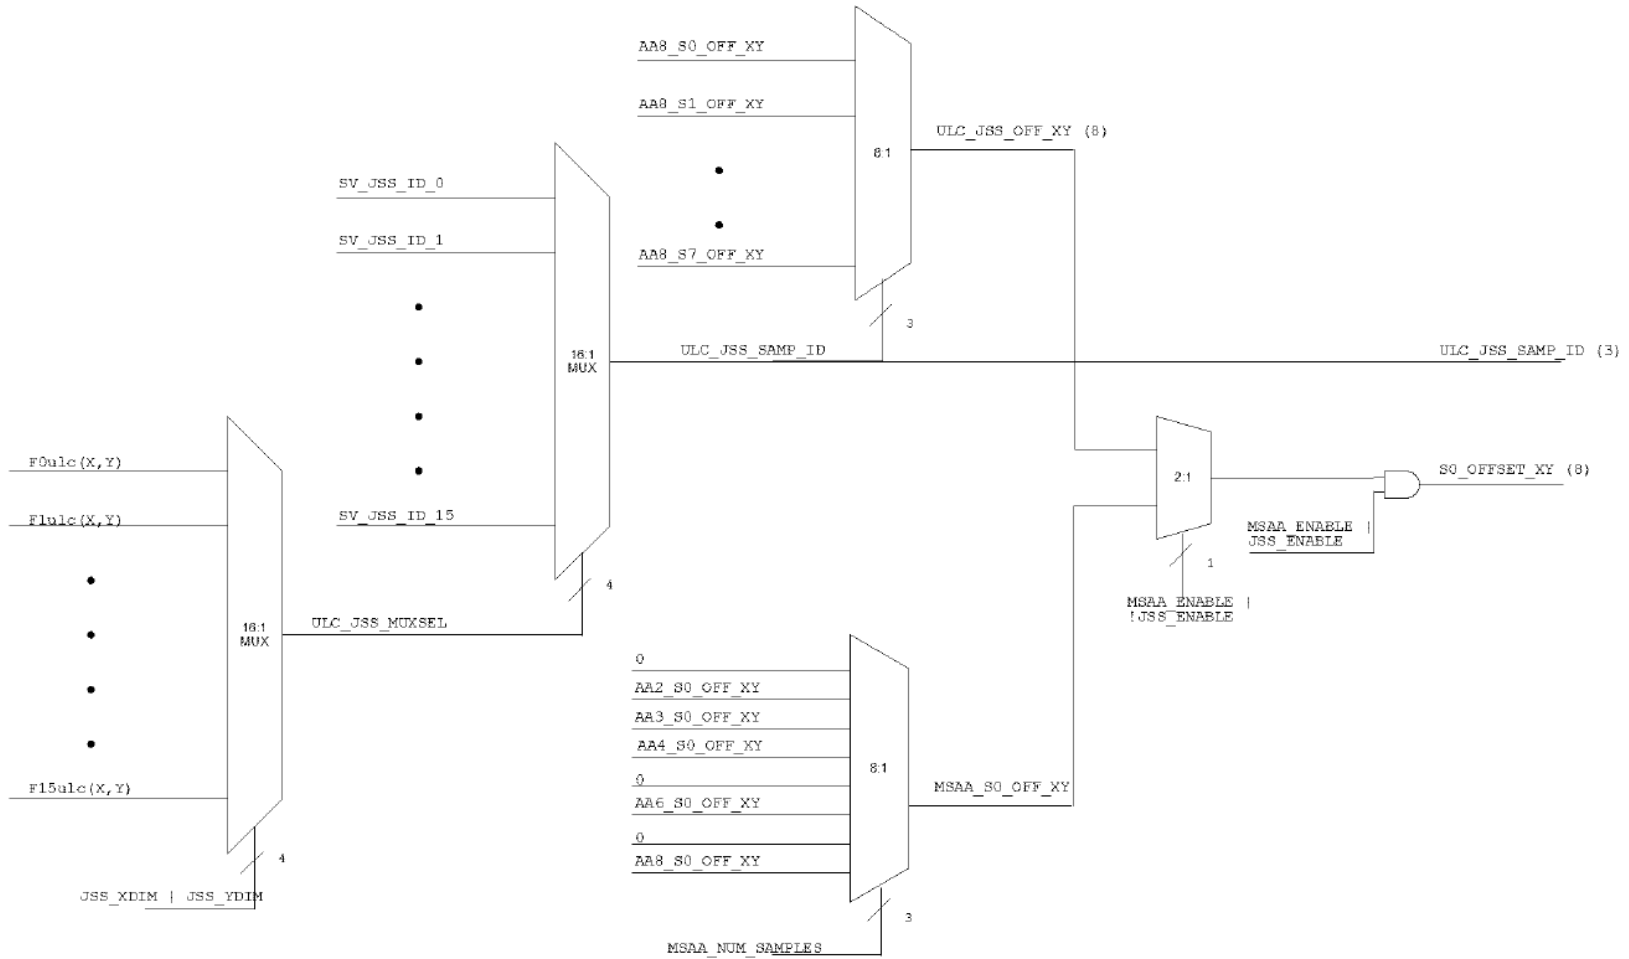 AA8_S0_OFF_XY
AA8_S1_OFF_XY
ULC_JSS_OFF_XY (8)
8:1
SV_JSS_ID_0
SV_JSS_ID_1
AA8_S7_OFF_XY
3
16:1
MUX
ULC_JSS_SAMP_ID
ULC_JSS_SAMP_ID (3)
F0ulc(X,Y)
F1ulc(X,Y)
SV_JSS_ID_15
2:1
S0_OFFSET_XY (8)
MSAA_ENABLE |
JSS_ENABLE
1
4
MSAA_ENABLE |
!JSS_ENABLE
16:1
MUX
ULC_JSS_MUXSEL
0
AA2_S0_OFF_XY
AA3_S0_OFF_XY
AA4_S0_OFF_XY
0
AA6_S0_OFF_XY
0
AA8_S0_OFF_XY
8:1
MSAA_S0_OFF_XY
F15ulc(X,Y)
4
JSS_XDIM | JSS_YDIM
3
MSAA_NUM_SAMPLES